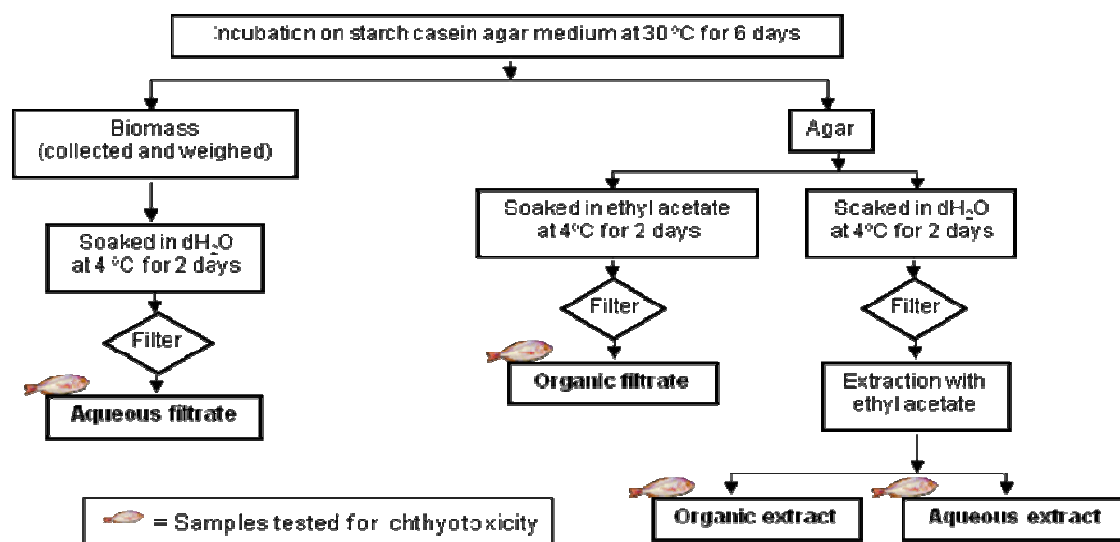 Incubation on starch casein agar medium at 30 °C for 6 days
Biomass
(collected and weighed)
Agar
Soaked in dH₂O
at 4 °C for 2 days
Soaked in ethyl acetate
at 4°C for 2 days
Soaked in dH₂O
at 4°C for 2 days
Filter
Filter
Filter
Aqueous filtrate
Organic filtrate
Extraction with
ethyl acetate
Organic extract
Aqueous extract
= Samples tested for chthyotoxicity